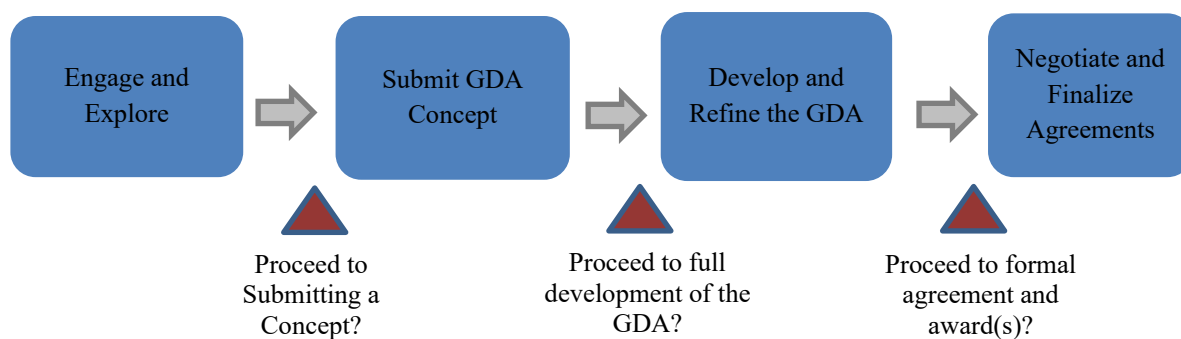 Engage and
Explore
Submit GDA
Concept
Develop and
Refine the GDA
Negotiate and
Finalize
Agreements
Proceed to
Submitting a
Concept?
Proceed to full
development of the
GDA?
Proceed to formal
agreement and
award(s)?